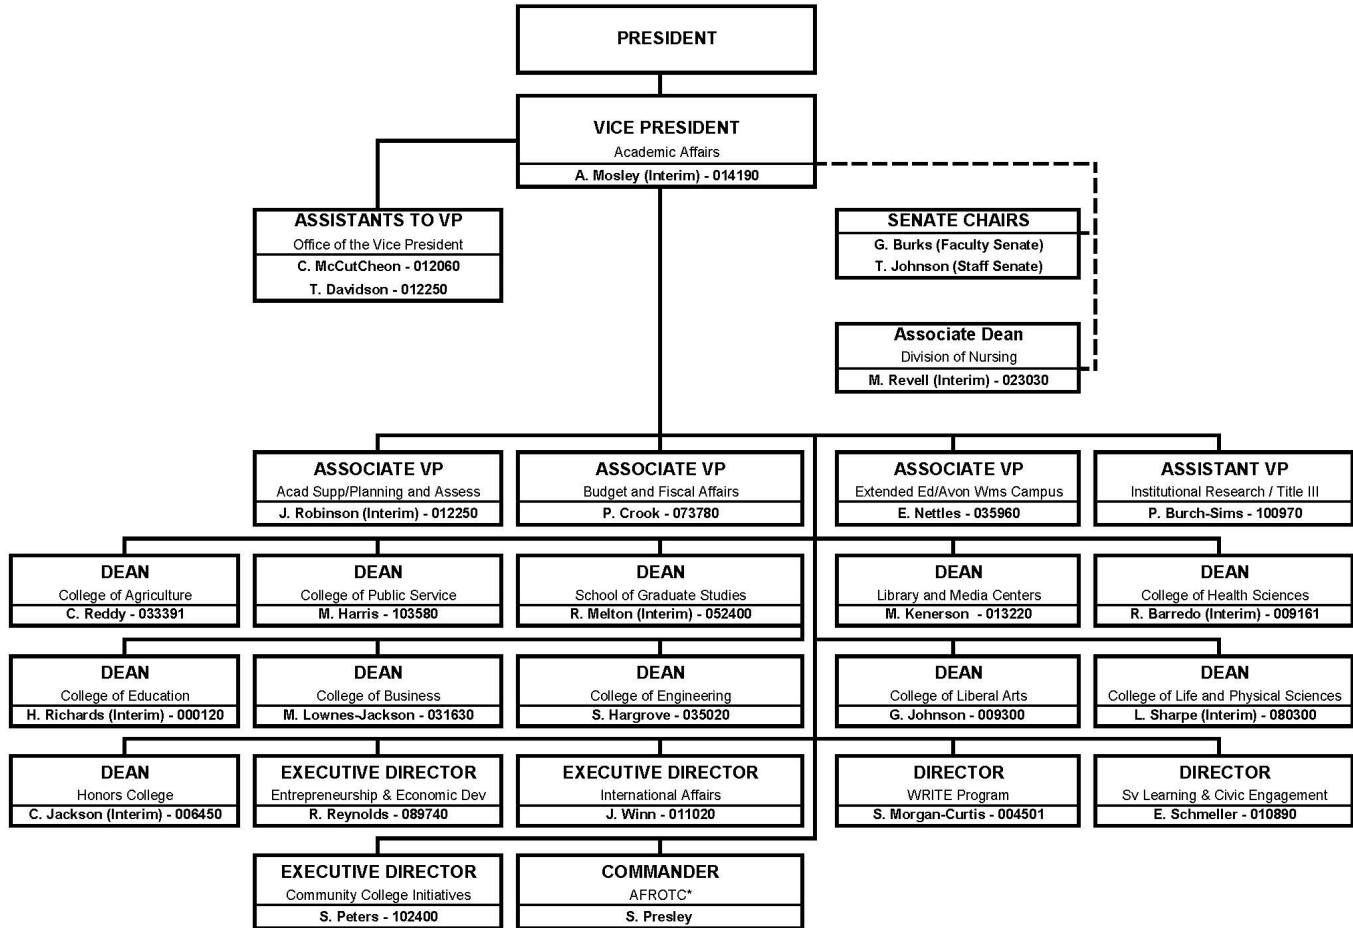 PRESIDENT
VICE PRESIDENT
Academic Affairs
A. Mosley (Interim) - 014190
ASSISTANTS TO VP
Office of the Vice President
C. McCutCheon - 012060
T. Davidson - 012250
SENATE CHAIRS
G. Burks (Faculty Senate)
T. Johnson (Staff Senate)
Associate Dean
Division of Nursing
M. Revell (Interim) - 023030
ASSOCIATE VP
Acad Supp/Planning and Assess
J. Robinson (Interim) - 012250
ASSOCIATE VP
Budget and Fiscal Affairs
P. Crook - 073780
ASSOCIATE VP
Extended Ed/Avon Wms Campus
E. Nettles - 035960
ASSISTANT VP
Institutional Research / Title III
P. Burch-Sims - 100970
DEAN
College of Agriculture
C. Reddy - 033391
DEAN
College of Public Service
M. Harris - 103580
DEAN
School of Graduate Studies
R. Melton (Interim) - 052400
DEAN
Library and Media Centers
M. Kenerson - 013220
DEAN
College of Health Sciences
R. Barredo (Interim) - 009161
DEAN
College of Education
H. Richards (Interim) - 000120
DEAN
College of Business
M. Lownes-Jackson - 031630
DEAN
College of Engineering
S. Hargrove - 035020
DEAN
College of Liberal Arts
G. Johnson - 009300
DEAN
College of Life and Physical Sciences
L. Sharpe (Interim) - 080300
DEAN
Honors College
C. Jackson (Interim) - 006450
EXECUTIVE DIRECTOR
Entrepreneurship & Economic Dev
R. Reynolds - 089740
EXECUTIVE DIRECTOR
International Affairs
J. Winn - 011020
DIRECTOR
WRITE Program
S. Morgan-Curtis - 004501
DIRECTOR
Sv Learning & Civic Engagement
E. Schmeller - 010890
EXECUTIVE DIRECTOR
Community College Initiatives
S. Peters - 102400
COMMANDER
AFROTC*
S. Presley